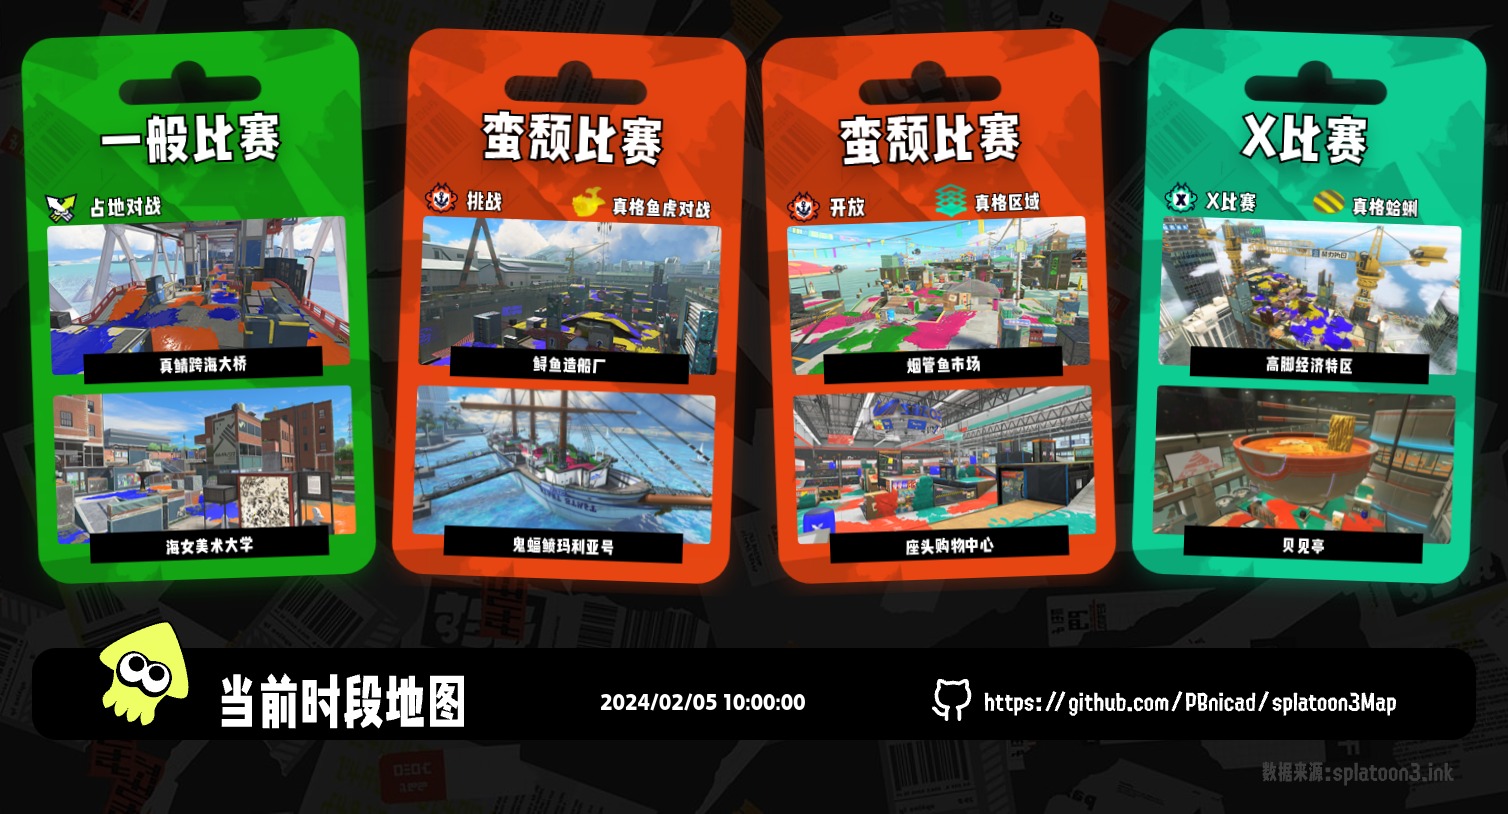 一般比赛
占地对战
真鲭跨海大桥
海女美术大学
蛮颓比赛
挑战
真格鱼虎对战
鲟鱼造船厂
鬼蝠鲼玛利亚号
蛮颓比赛
开放
真格区域
烟管鱼市场
座头购物中心
X比赛
X比赛
真格蛤蜊
高脚经济特区
贝见亭
当前时段地图
2024/02/05 10:00:00
https://github.com/PBnicad/splatoon3Map
数据来源:splatoon3.ink